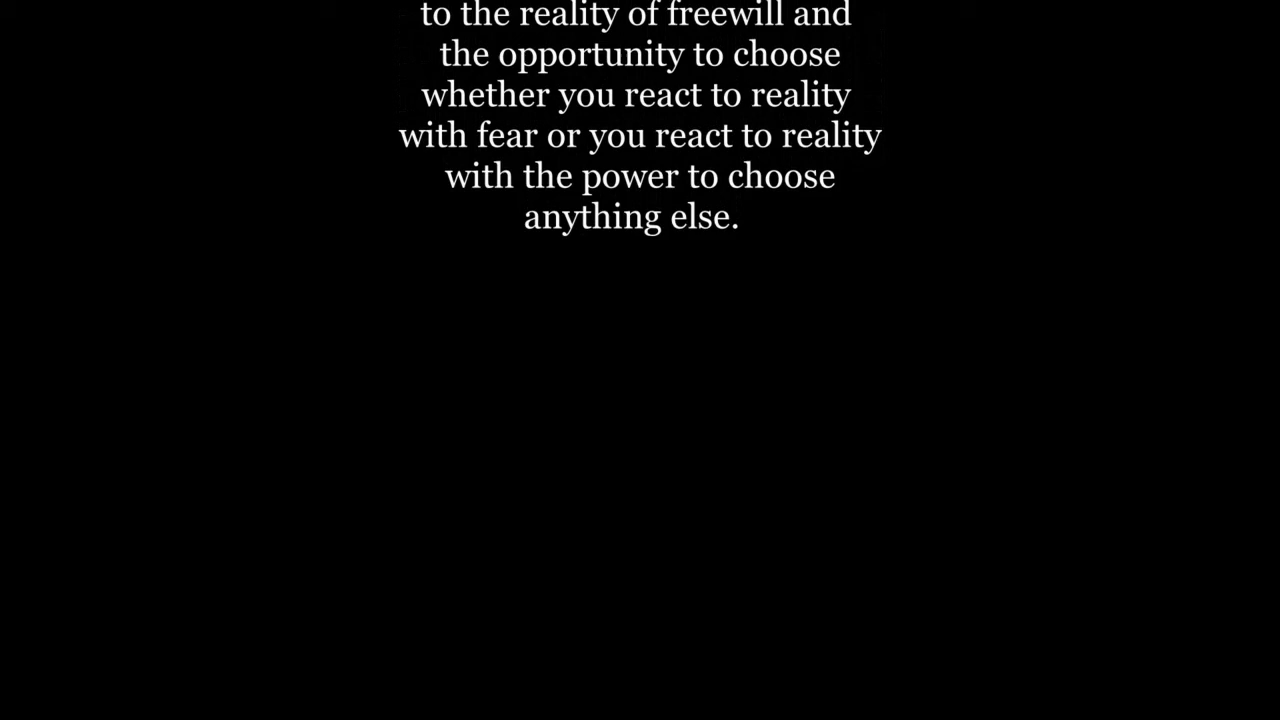 to the reality of freewill and
the opportunity to choose
whether you react to reality
with fear or you react to reality
with the power to choose
anything else.